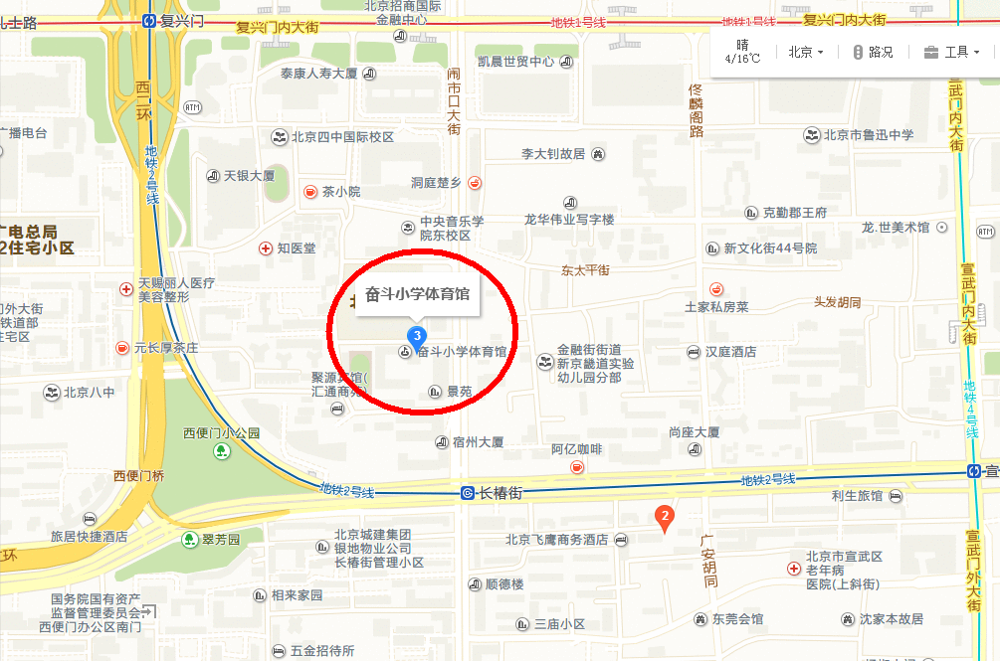 北京招商国际
金融中心
地铁1号线
地铁1号线
复兴门内大街
复兴门
复兴门内大街
晴
4/16℃
北京
路况
工具
泰康人寿大厦
闹
市
口
大
街
凯晨世贸中心
佟
麟
阁
路
宣
武
门
内
大
街
西
二
环
ATM
广播电台
北京四中国际校区
北京市鲁迅中学
地
铁
2
号
线
李大钊故居
天银大厦
茶小院
洞庭楚乡
中央音乐学
院东校区
龙华伟业写字楼
克勤郡王府
龙.世美术馆
ATM
广电总局
2住宅小区
知医堂
新文化街44号院
东太平街
宣
武
门
内
大
街
天赐丽人医疗
美容整形
奋斗小学体育馆
土家私房菜
头发胡同
门外大街
铁道部
住宅区
3
元长厚茶庄
奋斗小学体育馆
金融街街道
新京畿道实验
幼儿园分部
汉庭酒店
聚源宾馆(
汇通商苑)
景苑
北京八中
地
铁
4
号
线
西便门小公园
宿州大厦
阿亿咖啡
尚座大厦
西便门桥
地铁2号线
长椿街
地铁2号线
宣
利生旅馆
2
旅居快捷酒店
翠芳园
北京城建集团
银地物业公司
长椿街管理小区
北京飞鹰商务酒店
广
安
胡
同
北京市宣武区
老年病
医院(上斜街)
宣
武
门
外
大
街
二环
国务院国有资产
监督管理委员会
西便门办公区南门
相来家园
顺德楼
三庙小区
东莞会馆
沈家本故居
五金招待所